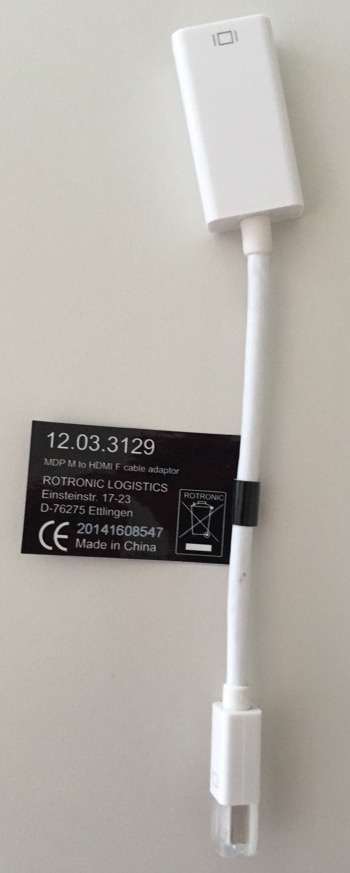 12.03.3129
MDP M to HDMI F cable adaptor
ROTRONIC LOGISTICS
Einsteinstr. 17-23
D-76275 Ettlingen
CE 20141608547
Made in China
ROTRONIC